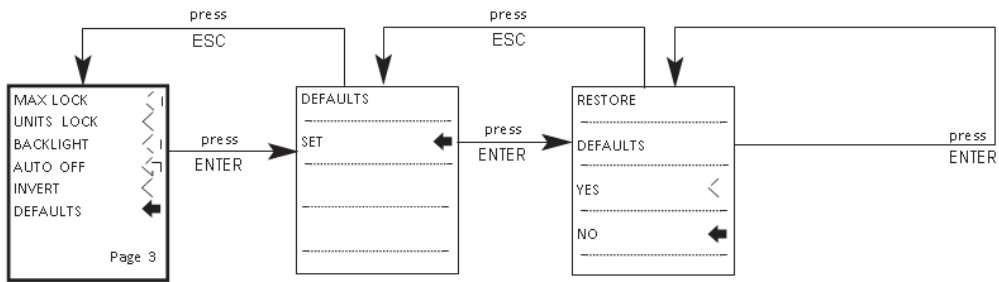 press
ESC
press
ESC
MAX LOCK
UNITS LOCK
BACKLIGHT
AUTO OFF
INVERT
DEFAULTS
Page 3
press
ENTER
DEFAULTS
SET
press
ENTER
RESTORE
DEFAULTS
YES
NO
press
ENTER